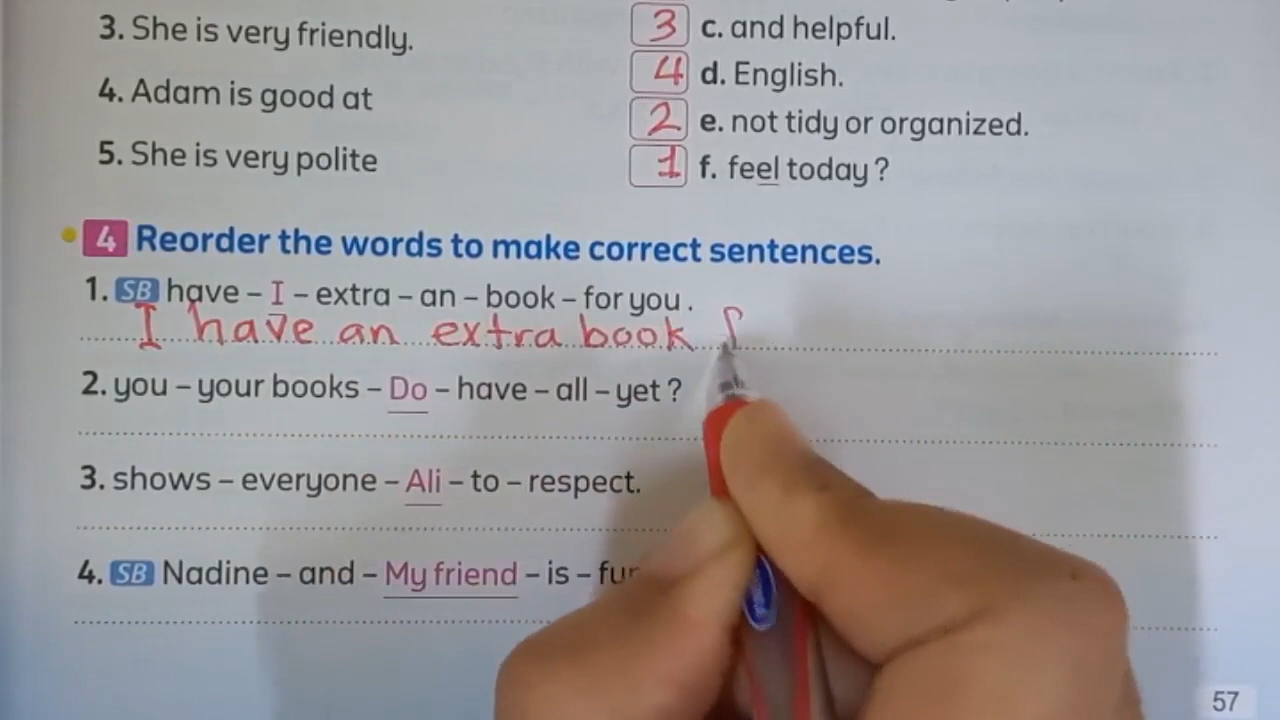 3. She is very friendly.
3 c. and helpful.
4. Adam is good at
4 d. English.
2 e. not tidy or organized.
5. She is very polite
1 f. feel today ?
4 Reorder the words to make correct sentences.
1. SB have – I – extra – an – book – for you .
I have an extra book
2. you – your books – Do – have – all – yet ?
3. shows – everyone – Ali – to – respect.
4. SB Nadine – and – My friend – is –
57